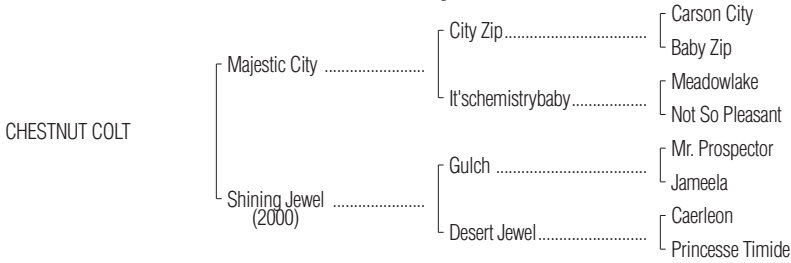 Carson City
City Zip..................................
Baby Zip
Majestic City ........................
Meadowlake
It'schemistrybaby..................
Not So Pleasant
CHESTNUT COLT
Mr. Prospector
Gulch ....................................
Jameela
Shining Jewel ......................
(2000)
Caerleon
Desert Jewel..........................
Princesse Timide